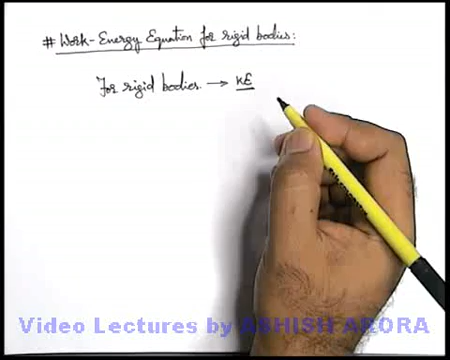 # Work-Energy Equation for rigid bodies:
For rigid bodies → KE
Video Lectures by ASHISH ARORA